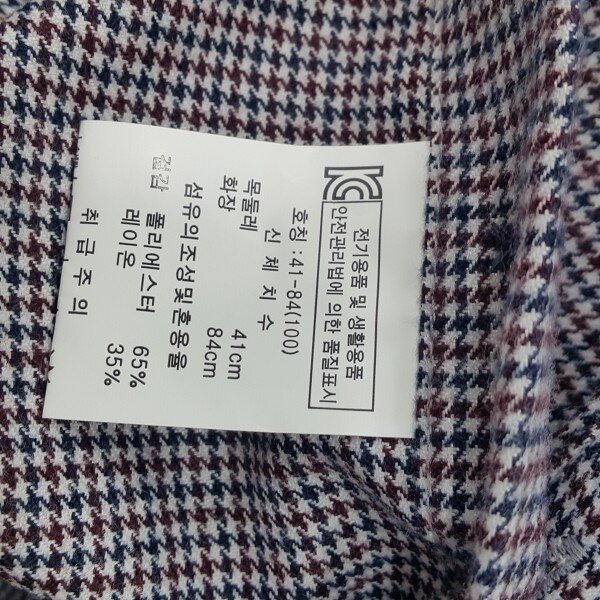 전기용품 및 생활용품
안전관리법에 의한 품질표시
호칭 : 41-84(100)
신 체 치 수
목둘레 41cm
화장 84cm
섬유의조성및혼용율
겉감 폴리에스터 65%
레이온 35%
취 급 주 의